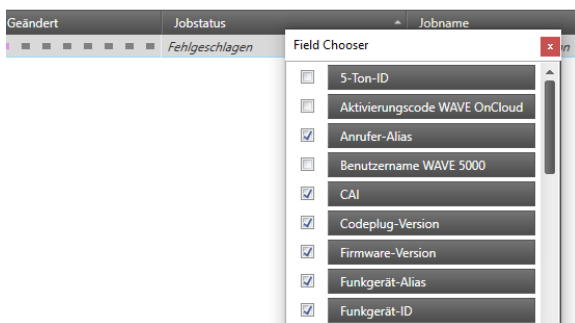 Geändert Jobstatus Jobname
Fehlgeschlagen
Field Chooser
5-Ton-ID
Aktivierungscode WAVE OnCloud
Anrufer-Alias
Benutzername WAVE 5000
CAI
Codeplug-Version
Firmware-Version
Funkgerät-Alias
Funkgerät-ID